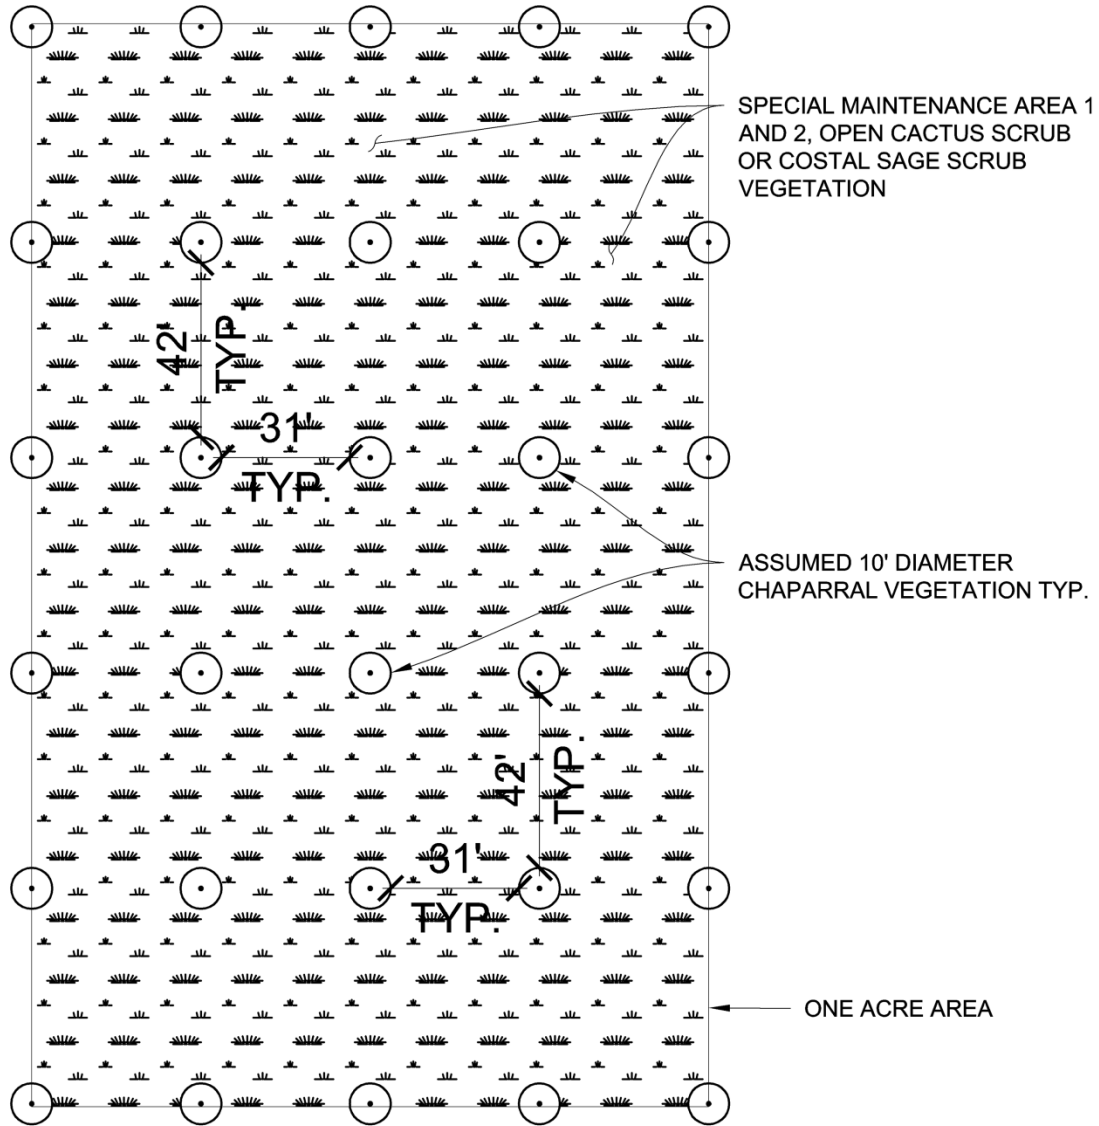 SPECIAL MAINTENANCE AREA 1
AND 2, OPEN CACTUS SCRUB
OR COSTAL SAGE SCRUB
VEGETATION
42'
TYP.
31'
TYP.
ASSUMED 10' DIAMETER
CHAPARRAL VEGETATION TYP.
42'
TYP.
31'
TYP.
ONE ACRE AREA